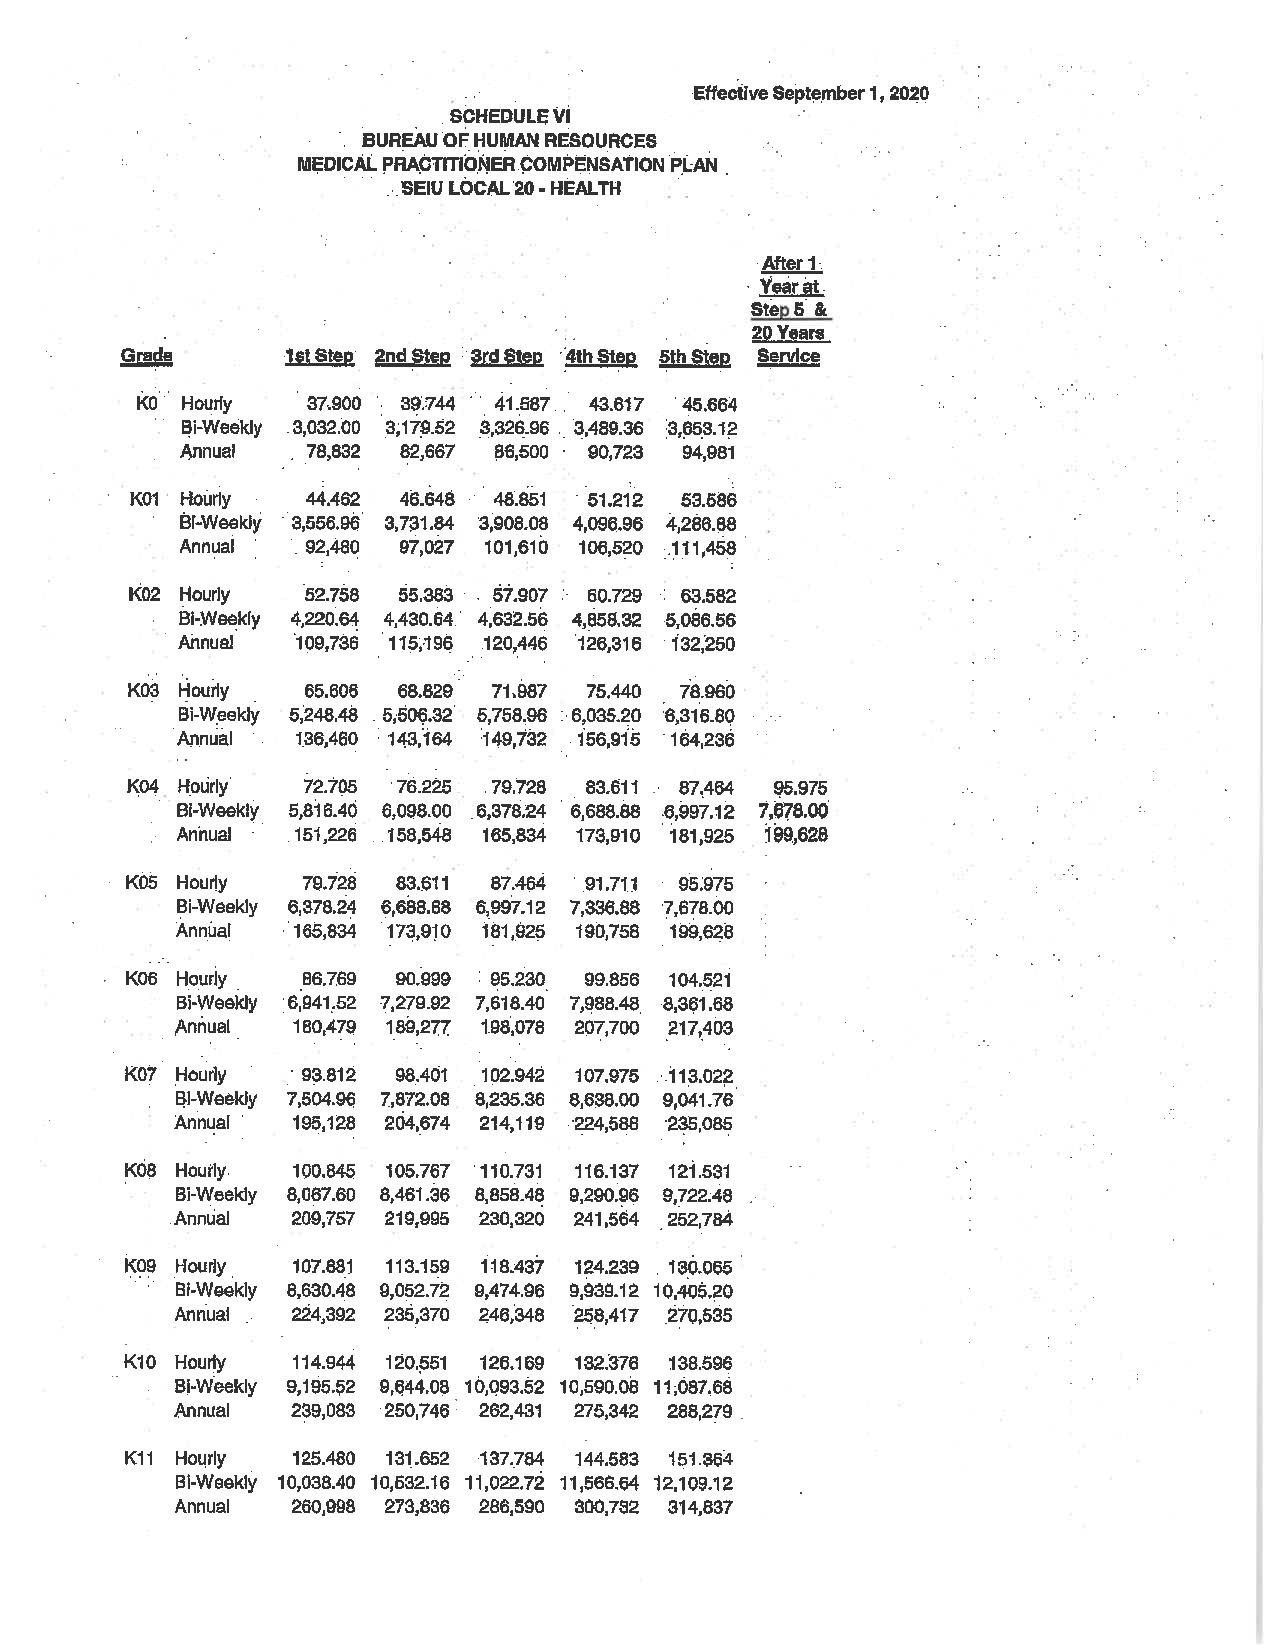 Effective September 1, 2020
SCHEDULE VI
BUREAU OF HUMAN RESOURCES
MEDICAL PRACTITIONER COMPENSATION PLAN
SEIU LOCAL 20 - HEALTH
After 1
Year at
Step 5 &
20 Years
Grade 1st Step 2nd Step 3rd Step 4th Step 5th Step Service
K0 Hourly 37.900 39.744 41.587 43.617 45.664
Bi-Weekly 3,032.00 3,179.52 3,326.96 3,489.36 3,653.12
Annual 78,832 82,667 86,500 90,723 94,981
K01 Hourly 44.462 46.648 48.851 51.212 53.586
Bi-Weekly 3,556.96 3,731.84 3,908.08 4,096.96 4,286.88
Annual 92,480 97,027 101,610 106,520 111,458
K02 Hourly 52.758 55.383 57.907 60.729 63.582
Bi-Weekly 4,220.64 4,430.64 4,632.56 4,858.32 5,086.56
Annual 109,736 115,196 120,446 126,316 132,250
K03 Hourly 65.606 68.829 71.987 75.440 78.960
Bi-Weekly 5,248.48 5,506.32 5,758.96 6,035.20 6,316.80
Annual 136,460 143,164 149,732 156,915 164,236
K04 Hourly 72.705 76.225 79.728 83.611 87.464 95.975
Bi-Weekly 5,816.40 6,098.00 6,378.24 6,688.88 6,997.12 7,678.00
Annual 151,226 158,548 165,834 173,910 181,925 199,628
K05 Hourly 79.728 83.611 87.464 91.711 95.975
Bi-Weekly 6,378.24 6,688.88 6,997.12 7,336.88 7,678.00
Annual 165,834 173,910 181,925 190,758 199,628
K06 Hourly 86.769 90.999 95.230 99.856 104.521
Bi-Weekly 6,941.52 7,279.92 7,618.40 7,988.48 8,361.68
Annual 180,479 189,277 198,078 207,700 217,403
K07 Hourly 93.812 98.401 102.942 107.975 113.022
Bi-Weekly 7,504.96 7,872.08 8,235.36 8,638.00 9,041.76
Annual 195,128 204,674 214,119 224,588 235,085
K08 Hourly 100.845 105.767 110.731 116.137 121.531
Bi-Weekly 8,067.60 8,461.36 8,858.48 9,290.96 9,722.48
Annual 209,757 219,995 230,320 241,564 252,784
K09 Hourly 107.881 113.159 118.437 124.239 130.065
Bi-Weekly 8,630.48 9,052.72 9,474.96 9,939.12 10,405.20
Annual 224,392 235,370 246,348 258,417 270,535
K10 Hourly 114.944 120.551 126.169 132.376 138.596
Bi-Weekly 9,195.52 9,644.08 10,093.52 10,590.08 11,087.68
Annual 239,083 250,746 262,431 275,342 288,279
K11 Hourly 125.480 131.652 137.784 144.583 151.364
Bi-Weekly 10,038.40 10,532.16 11,022.72 11,566.64 12,109.12
Annual 260,998 273,836 286,590 300,732 314,837